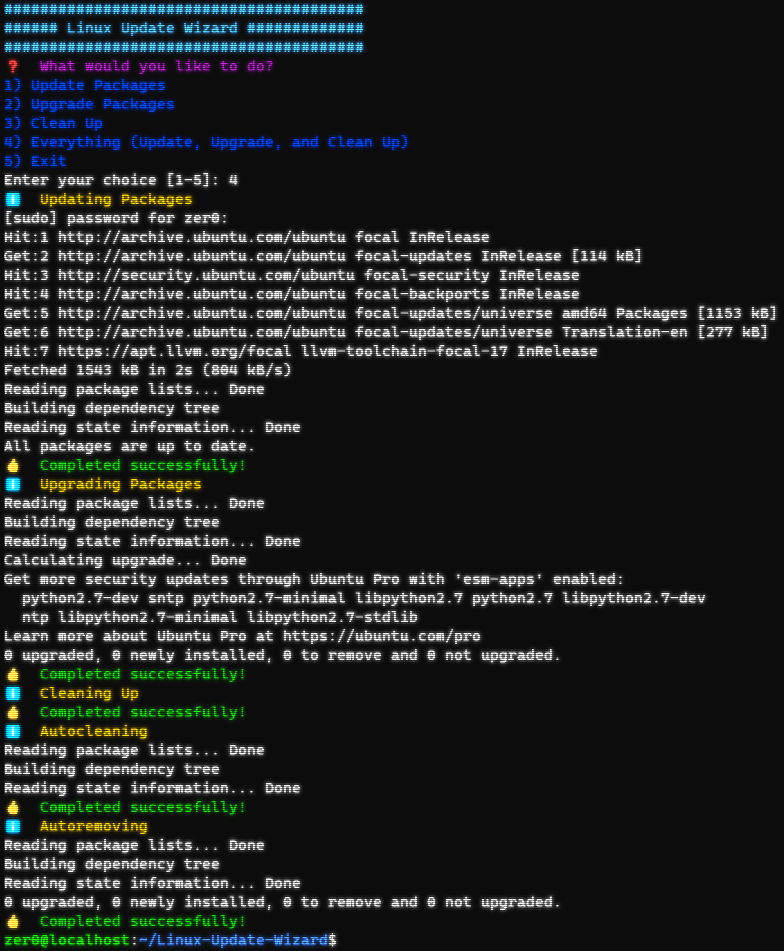 ########################################
###### Linux Update Wizard #############
########################################
❓ What would you like to do?
1) Update Packages
2) Upgrade Packages
3) Clean Up
4) Everything (Update, Upgrade, and Clean Up)
5) Exit
Enter your choice [1-5]: 4
ℹ️ Updating Packages
[sudo] password for zer0:
Hit:1 http://archive.ubuntu.com/ubuntu focal InRelease
Get:2 http://archive.ubuntu.com/ubuntu focal-updates InRelease [114 kB]
Hit:3 http://security.ubuntu.com/ubuntu focal-security InRelease
Hit:4 http://archive.ubuntu.com/ubuntu focal-backports InRelease
Get:5 http://archive.ubuntu.com/ubuntu focal-updates/universe amd64 Packages [1153 kB]
Get:6 http://archive.ubuntu.com/ubuntu focal-updates/universe Translation-en [277 kB]
Hit:7 https://apt.llvm.org/focal llvm-toolchain-focal-17 InRelease
Fetched 1543 kB in 2s (804 kB/s)
Reading package lists... Done
Building dependency tree
Reading state information... Done
All packages are up to date.
👍 Completed successfully!
ℹ️ Upgrading Packages
Reading package lists... Done
Building dependency tree
Reading state information... Done
Calculating upgrade... Done
Get more security updates through Ubuntu Pro with 'esm-apps' enabled:
  python2.7-dev sntp python2.7-minimal libpython2.7 python2.7 libpython2.7-dev
  ntp libpython2.7-minimal libpython2.7-stdlib
Learn more about Ubuntu Pro at https://ubuntu.com/pro
0 upgraded, 0 newly installed, 0 to remove and 0 not upgraded.
👍 Completed successfully!
ℹ️ Cleaning Up
👍 Completed successfully!
ℹ️ Autocleaning
Reading package lists... Done
Building dependency tree
Reading state information... Done
👍 Completed successfully!
ℹ️ Autoremoving
Reading package lists... Done
Building dependency tree
Reading state information... Done
0 upgraded, 0 newly installed, 0 to remove and 0 not upgraded.
👍 Completed successfully!
zer0@localhost:~/Linux-Update-Wizard$